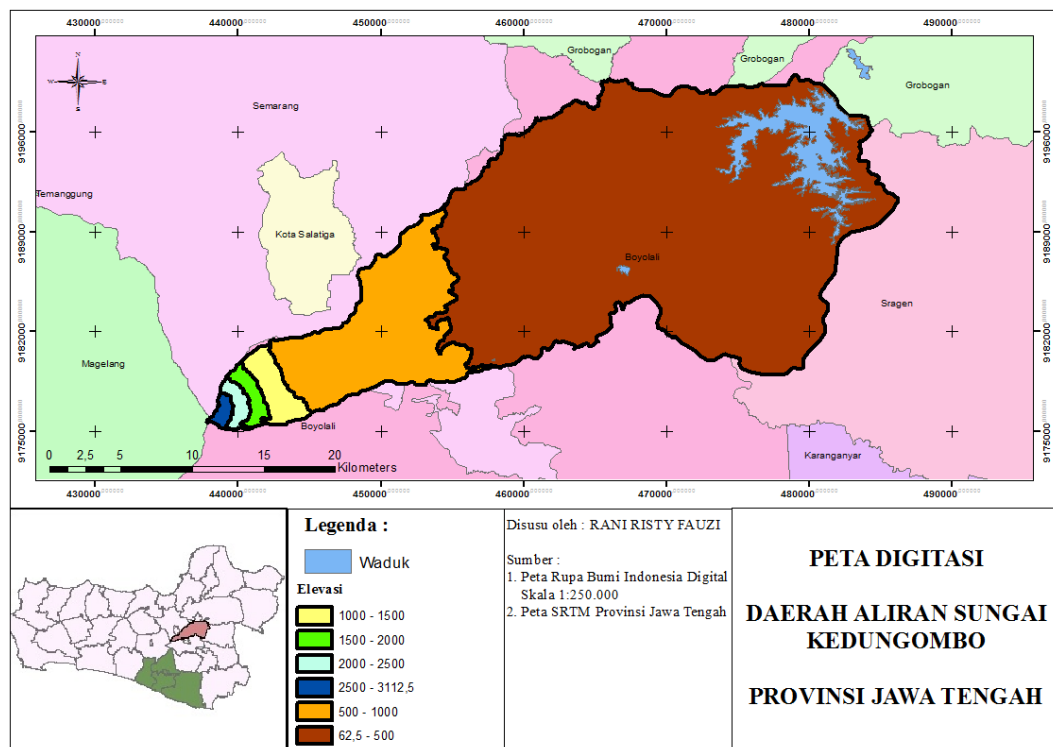 430000 440000 450000 460000 470000 480000 490000
N
W E
S
Grobogan
Grobogan
Grobogan
Semarang
9196000
9196000
Temanggung
Kota Salatiga
9189000
9189000
Boyolali
Sragen
9182000
9182000
Magelang
Boyolali
9175000
9175000
Karanganyar
0 2,5 5 10 15 20
Kilometers
430000 440000 450000 460000 470000 480000 490000
Legenda :
Waduk
Elevasi
1000 - 1500
1500 - 2000
2000 - 2500
2500 - 3112,5
500 - 1000
62,5 - 500
Disusu oleh : RANI RISTY FAUZI
Sumber :
1. Peta Rupa Bumi Indonesia Digital
Skala 1:250.000
2. Peta SRTM Provinsi Jawa Tengah
PETA DIGITASI
DAERAH ALIRAN SUNGAI
KEDUNGOMBO
PROVINSI JAWA TENGAH